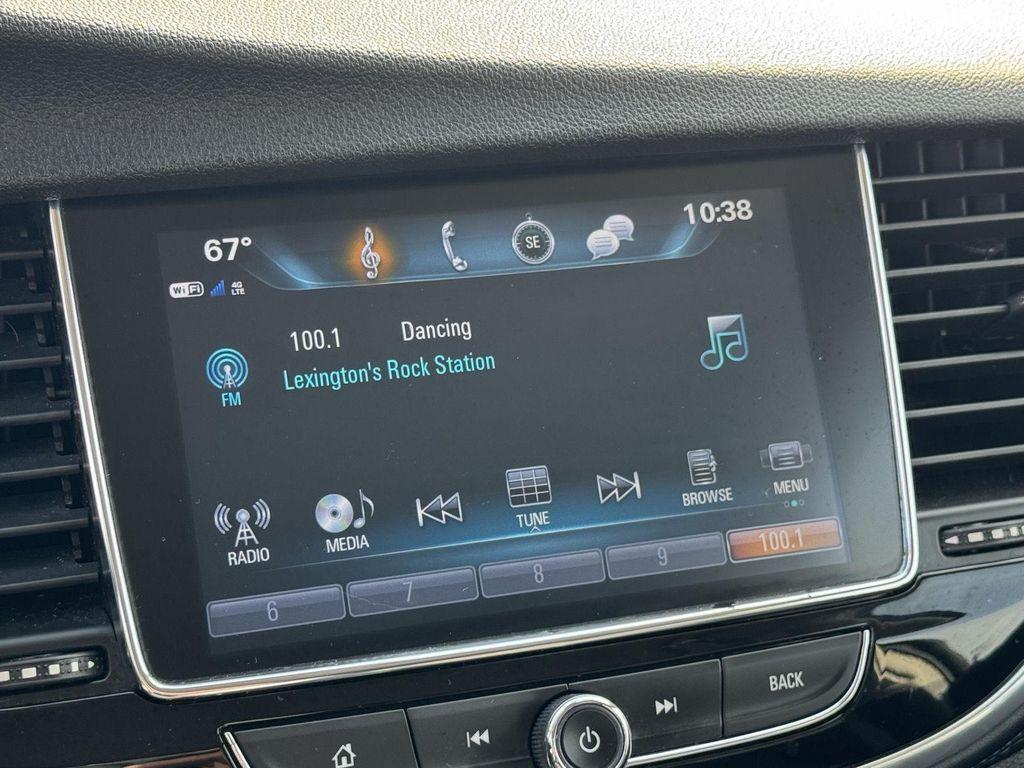 67°
SE
10:38
WiFi
4G
LTE
100.1 Dancing
FM
Lexington's Rock Station
RADIO
MEDIA
TUNE
BROWSE
MENU
6 7 8 9 100.1
BACK